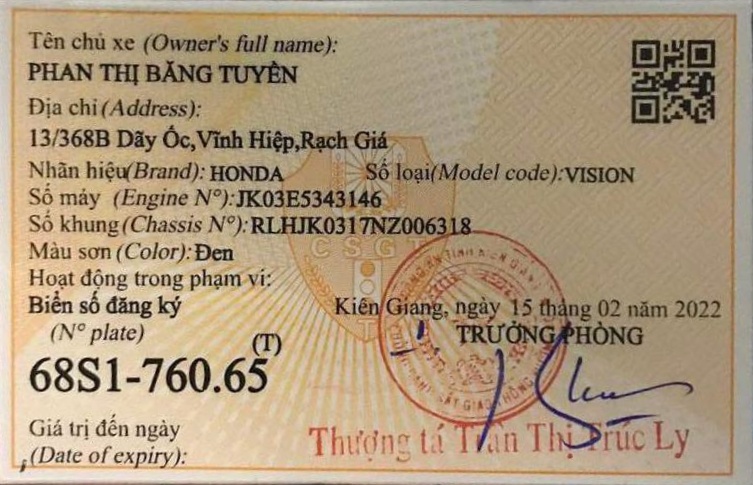 Tên chủ xe (Owner's full name):
PHAN THỊ BĂNG TUYÊN
Địa chỉ (Address):
13/368B Dãy Ốc,Vĩnh Hiệp,Rạch Giá
Nhãn hiệu(Brand): HONDA Số loại(Model code):VISION
Số máy (Engine N°):JK03E5343146
Số khung(Chassis N°):RLHJK0317NZ006318
Màu sơn (Color): Đen
CSGT
Hoạt động trong phạm vi:
Biển số đăng ký Kiên Giang, ngày 15 tháng 02 năm 2022
(N° plate) TRƯỞNG PHÒNG
68S1-760.65 (T)
Giá trị đến ngày
(Date of expiry):
Thượng tá Trần Thị Trúc Ly